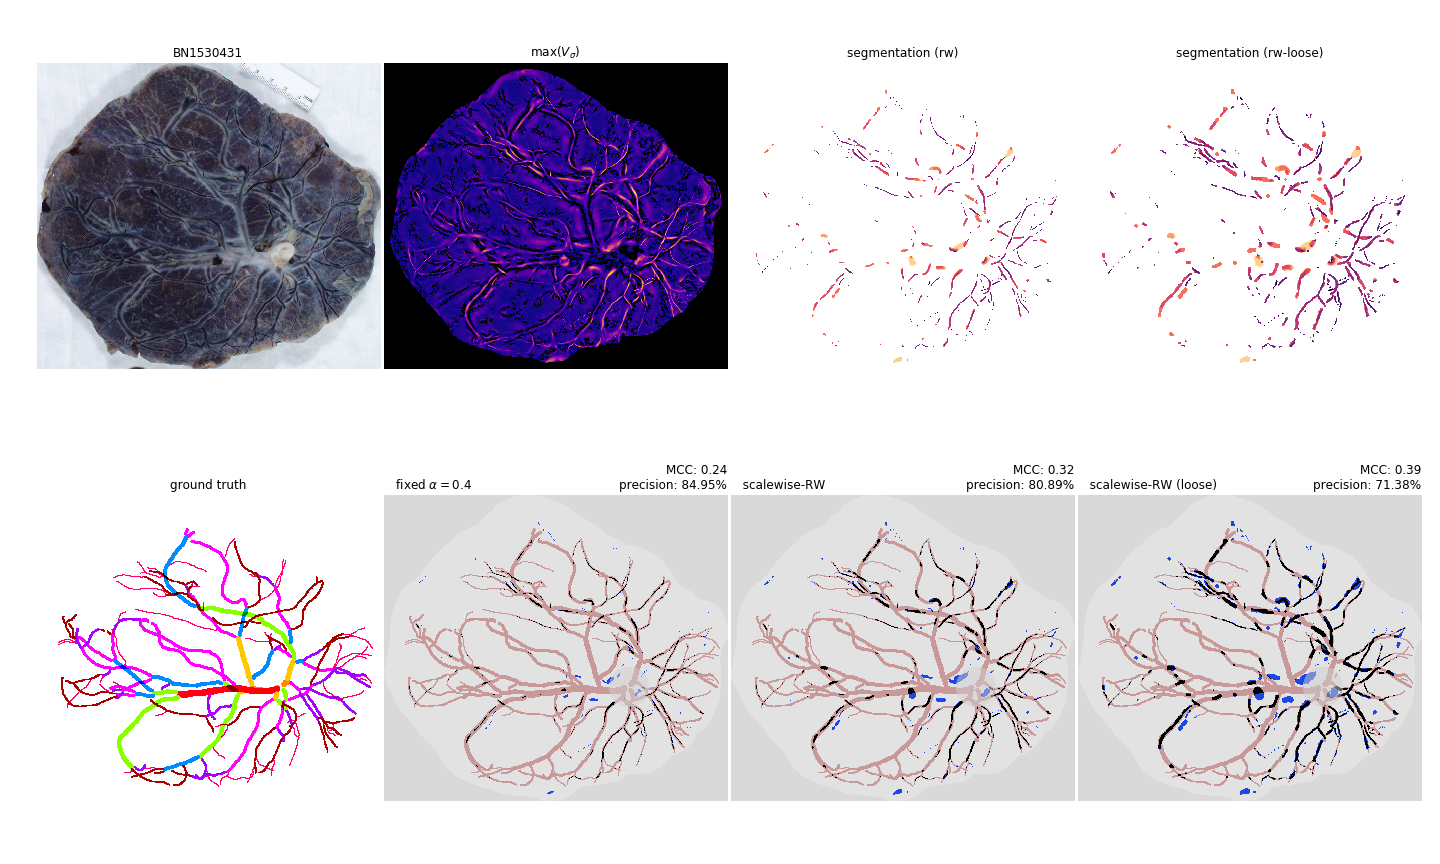 BN1530431
max(Vσ)
segmentation (rw)
segmentation (rw-loose)
ground truth
fixed α = 0.4
MCC: 0.24
precision: 84.95%
scalewise-RW
MCC: 0.32
precision: 80.89%
scalewise-RW (loose)
MCC: 0.39
precision: 71.38%